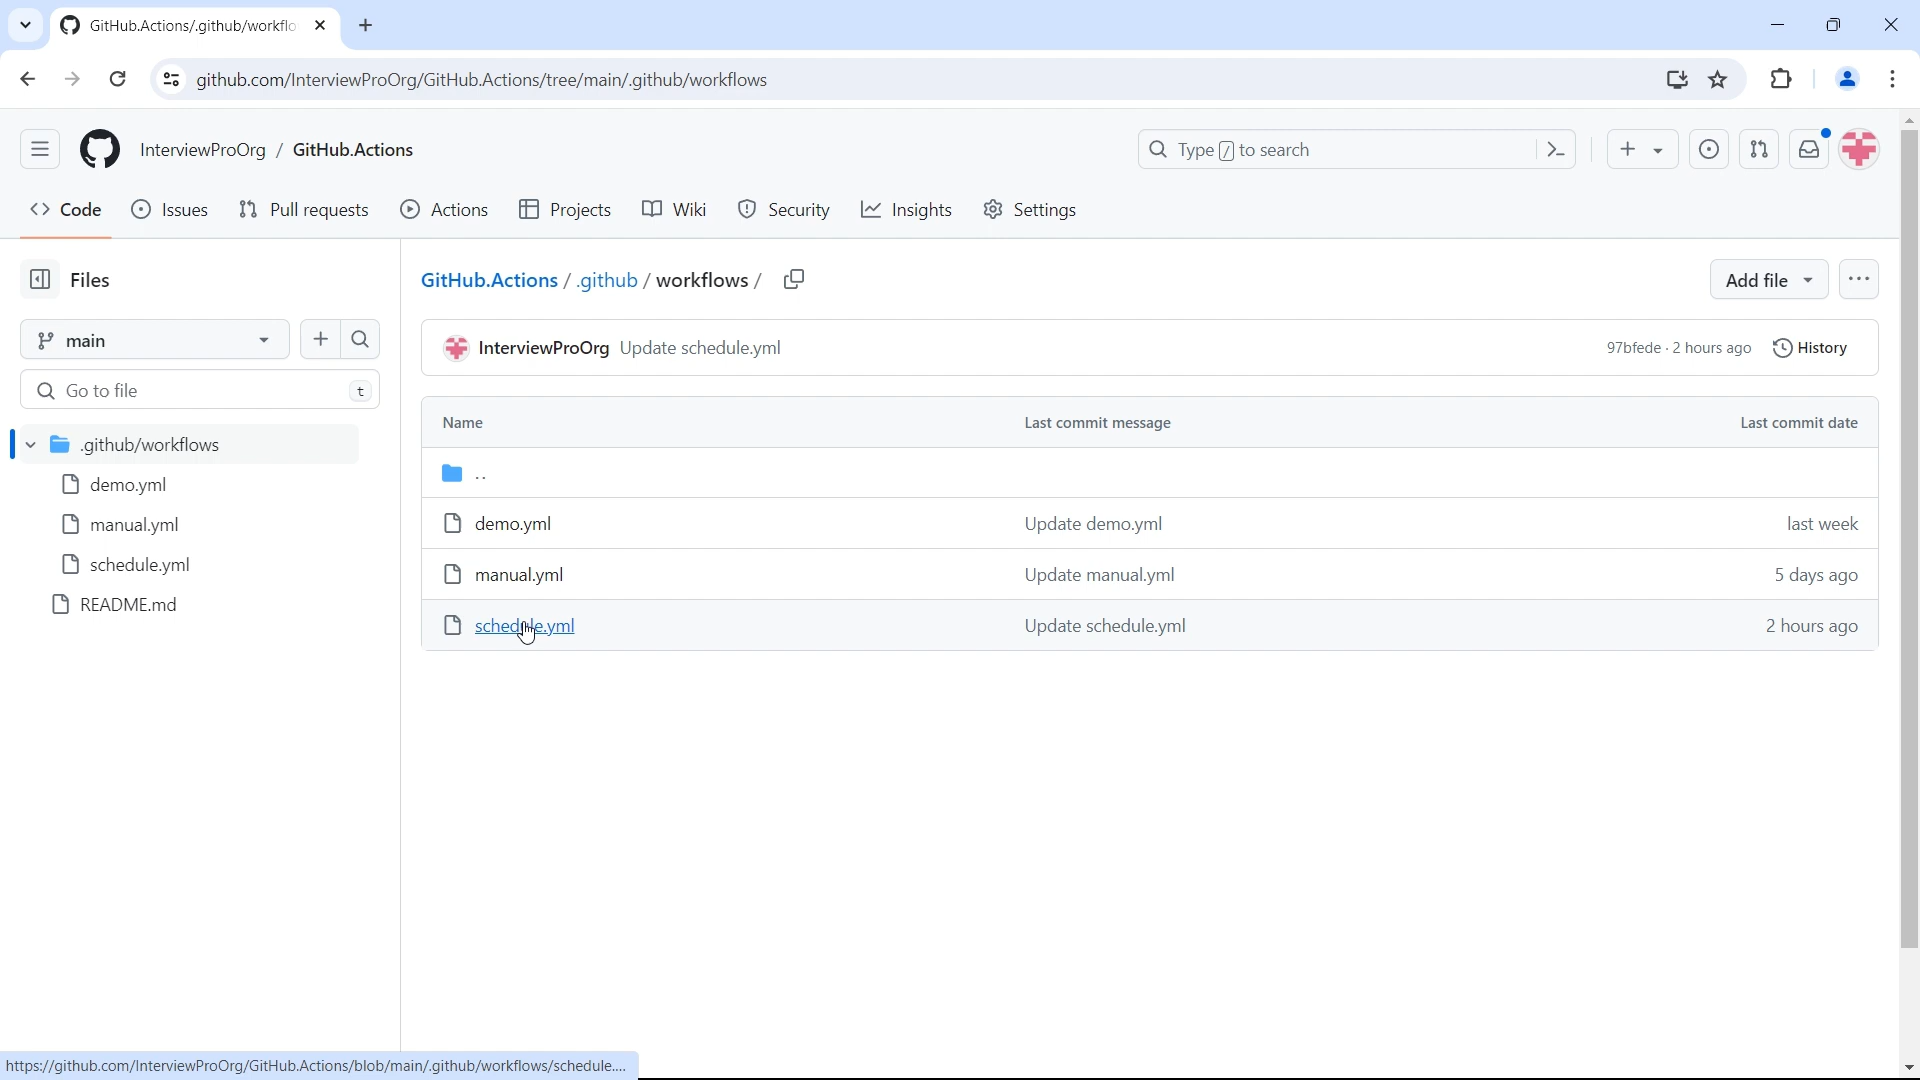 GitHub.Actions/.github/workflo
github.com/InterviewProOrg/GitHub.Actions/tree/main/.github/workflows
InterviewProOrg / GitHub.Actions
Type / to search
Code
Issues
Pull requests
Actions
Projects
Wiki
Security
Insights
Settings
Files
main
Go to file
t
.github/workflows
demo.yml
manual.yml
schedule.yml
README.md
GitHub.Actions / .github / workflows /
Add file
InterviewProOrg Update schedule.yml
97bfede · 2 hours ago
History
Name Last commit message Last commit date
..
demo.yml Update demo.yml last week
manual.yml Update manual.yml 5 days ago
schedule.yml Update schedule.yml 2 hours ago
https://github.com/InterviewProOrg/GitHub.Actions/blob/main/.github/workflows/schedule....